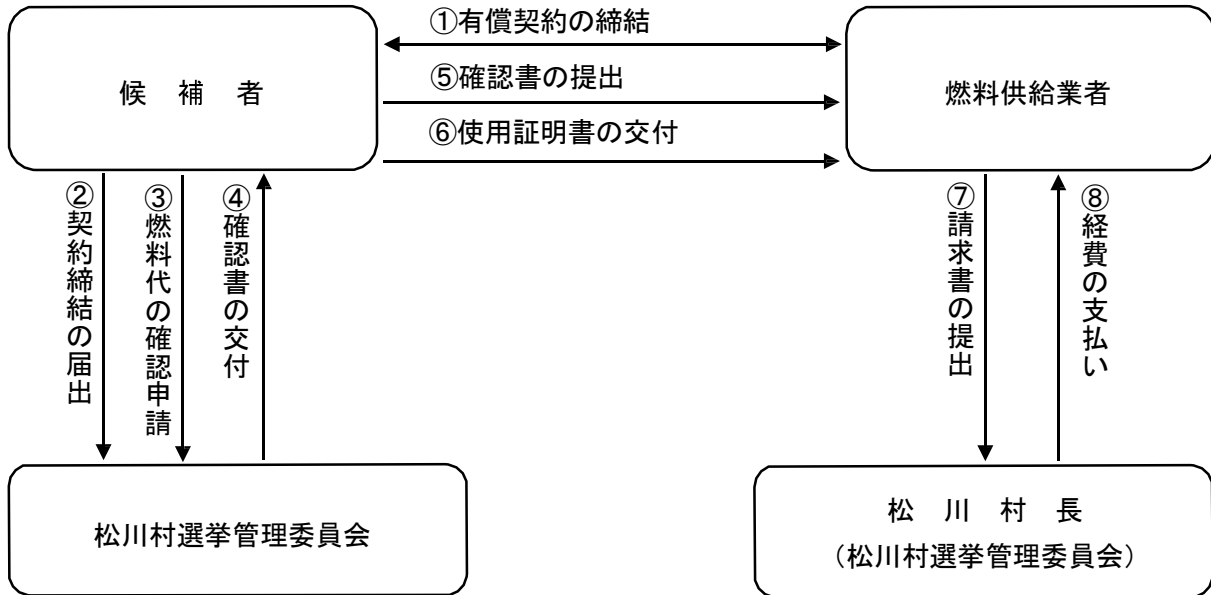 ①有償契約の締結
候　補　者
⑤確認書の提出
燃料供給業者
⑥使用証明書の交付
②契約締結の届出
③燃料代の確認申請
④確認書の交付
⑦請求書の提出
⑧経費の支払い
松川村選挙管理委員会
松　川　村　長
（松川村選挙管理委員会）